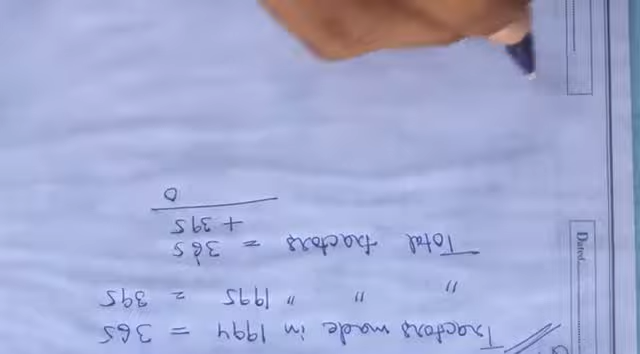 Tractors made in 1994 = 365
" " 1995 " = 395
Total tractors = 365
+ 395
0
Dated